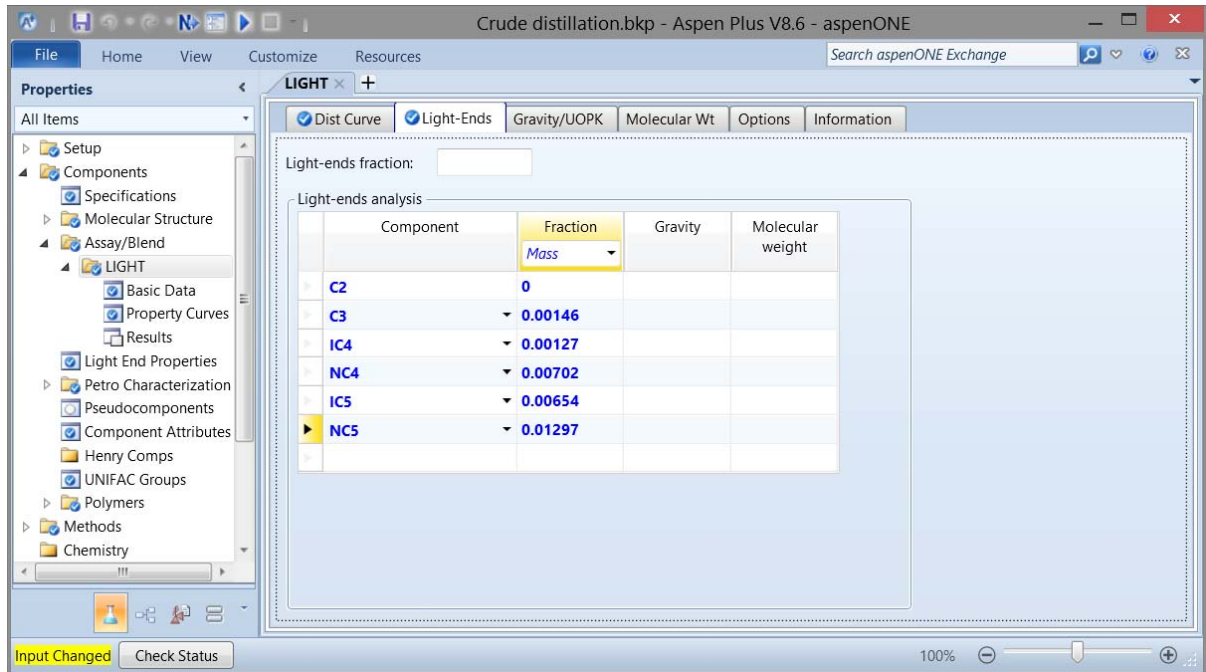 Crude distillation.bkp - Aspen Plus V8.6 - aspenONE
File Home View Customize Resources Search aspenONE Exchange
Properties
All Items
Setup
Components
Specifications
Molecular Structure
Assay/Blend
LIGHT
Basic Data
Property Curves
Results
Light End Properties
Petro Characterization
Pseudocomponents
Component Attributes
Henry Comps
UNIFAC Groups
Polymers
Methods
Chemistry
LIGHT
Dist Curve Light-Ends Gravity/UOPK Molecular Wt Options Information
Light-ends fraction:
Light-ends analysis
Component Fraction Gravity Molecular
weight
Mass
C2 0
C3 0.00146
IC4 0.00127
NC4 0.00702
IC5 0.00654
NC5 0.01297
Input Changed Check Status 100%